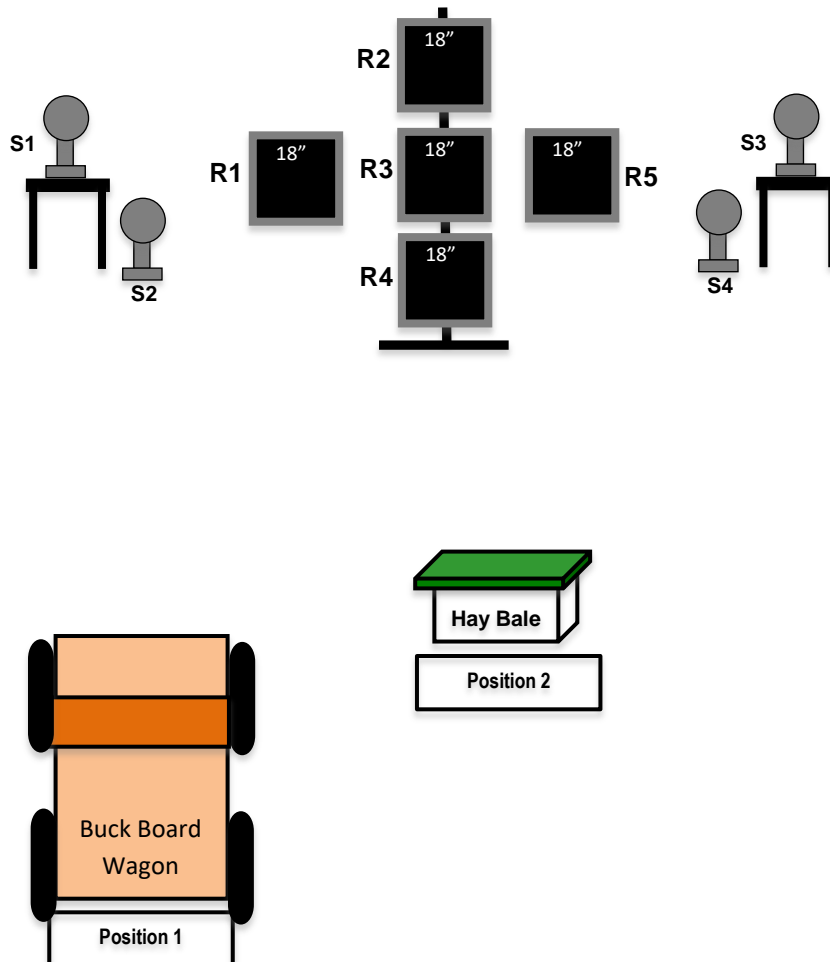 18”
R2
S1
S3
R1
18”
R3
18”
18”
R5
S2
R4
18”
S4
Hay Bale
Position 2
Buck Board
Wagon
Position 1